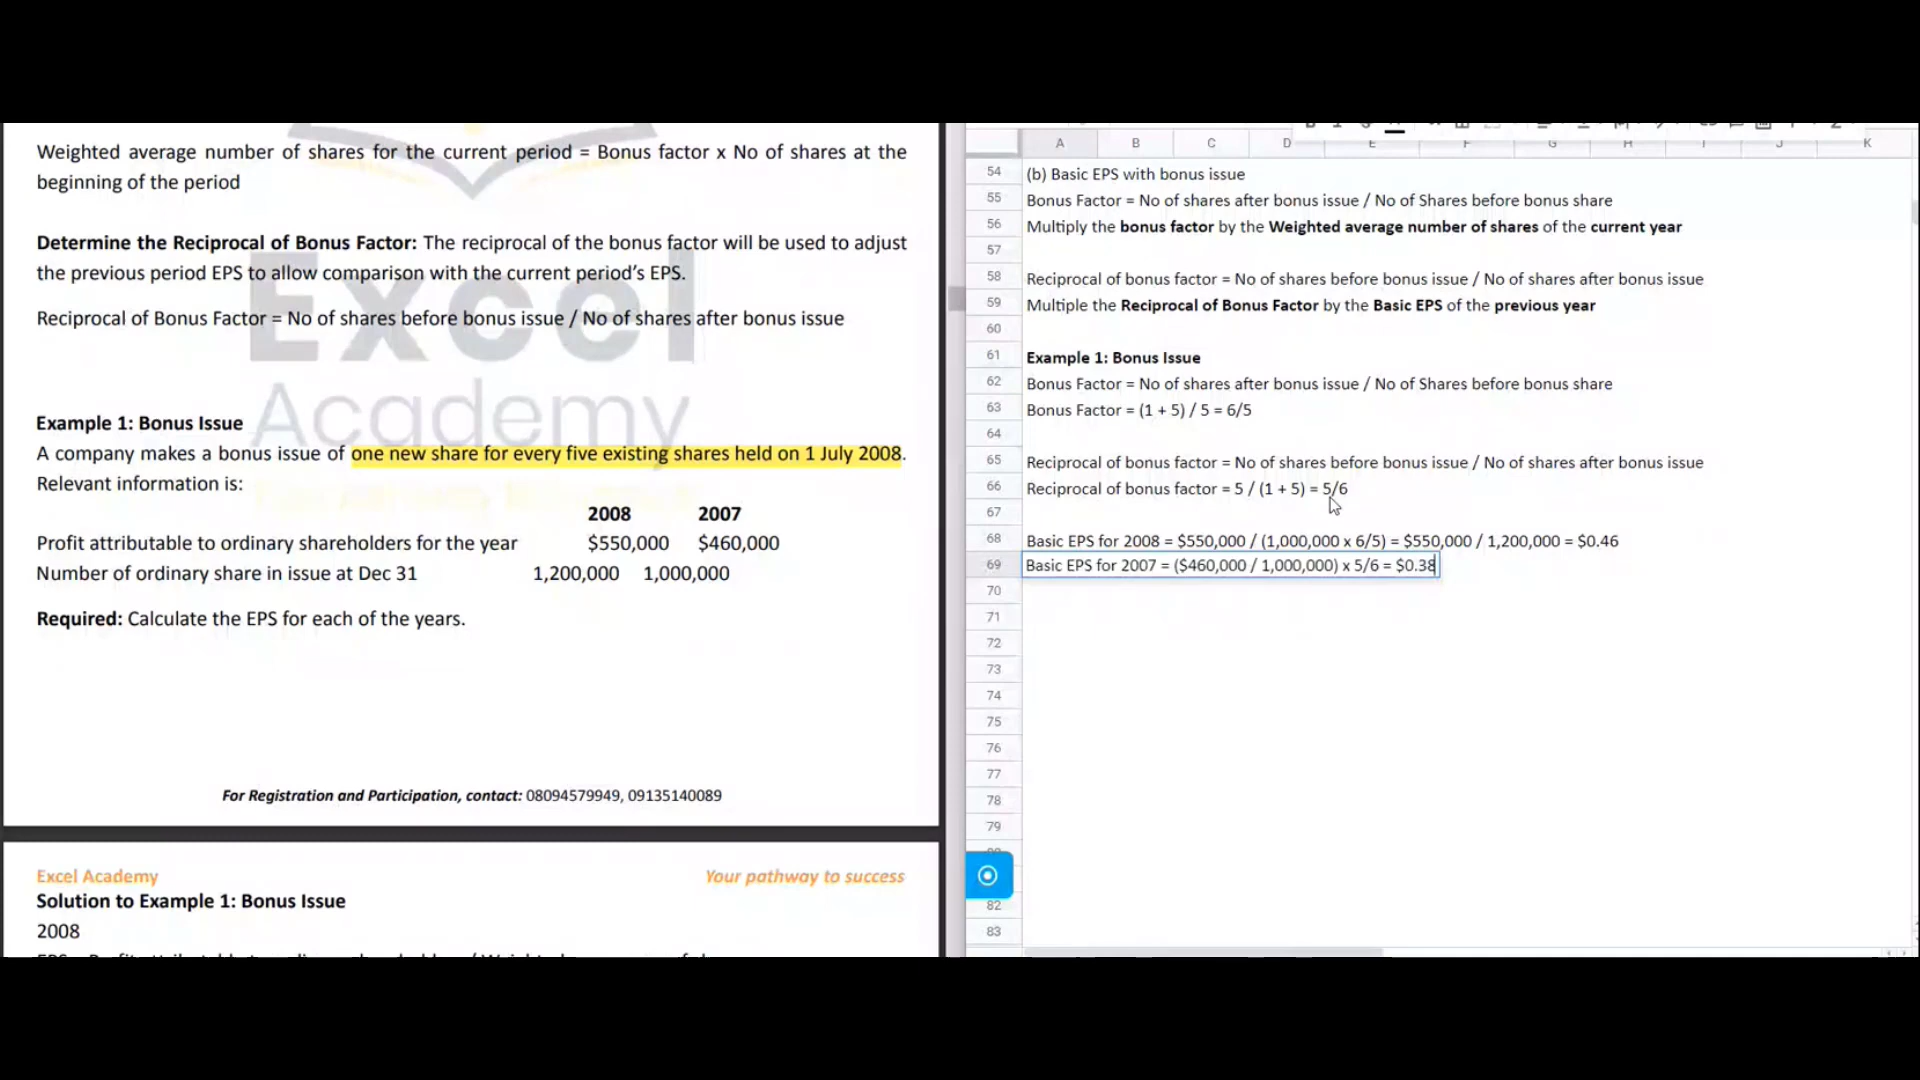 Weighted average number of shares for the current period = Bonus factor x No of shares at the
beginning of the period
Determine the Reciprocal of Bonus Factor: The reciprocal of the bonus factor will be used to adjust
the previous period EPS to allow comparison with the current period’s EPS.
Reciprocal of Bonus Factor = No of shares before bonus issue / No of shares after bonus issue
Excel
Academy
Example 1: Bonus Issue
A company makes a bonus issue of one new share for every five existing shares held on 1 July 2008.
Relevant information is:
2008 2007
Profit attributable to ordinary shareholders for the year $550,000 $460,000
Number of ordinary share in issue at Dec 31 1,200,000 1,000,000
Required: Calculate the EPS for each of the years.
For Registration and Participation, contact: 08094579949, 09135140089
Excel Academy Your pathway to success
Solution to Example 1: Bonus Issue
2008
A B C D E F G H I J K
54 (b) Basic EPS with bonus issue
55 Bonus Factor = No of shares after bonus issue / No of Shares before bonus share
56 Multiply the bonus factor by the Weighted average number of shares of the current year
57
58 Reciprocal of bonus factor = No of shares before bonus issue / No of shares after bonus issue
59 Multiple the Reciprocal of Bonus Factor by the Basic EPS of the previous year
60
61 Example 1: Bonus Issue
62 Bonus Factor = No of shares after bonus issue / No of Shares before bonus share
63 Bonus Factor = (1 + 5) / 5 = 6/5
64
65 Reciprocal of bonus factor = No of shares before bonus issue / No of shares after bonus issue
66 Reciprocal of bonus factor = 5 / (1 + 5) = 5/6
67
68 Basic EPS for 2008 = $550,000 / (1,000,000 x 6/5) = $550,000 / 1,200,000 = $0.46
69 Basic EPS for 2007 = ($460,000 / 1,000,000) x 5/6 = $0.38
70
71
72
73
74
75
76
77
78
79
82
83